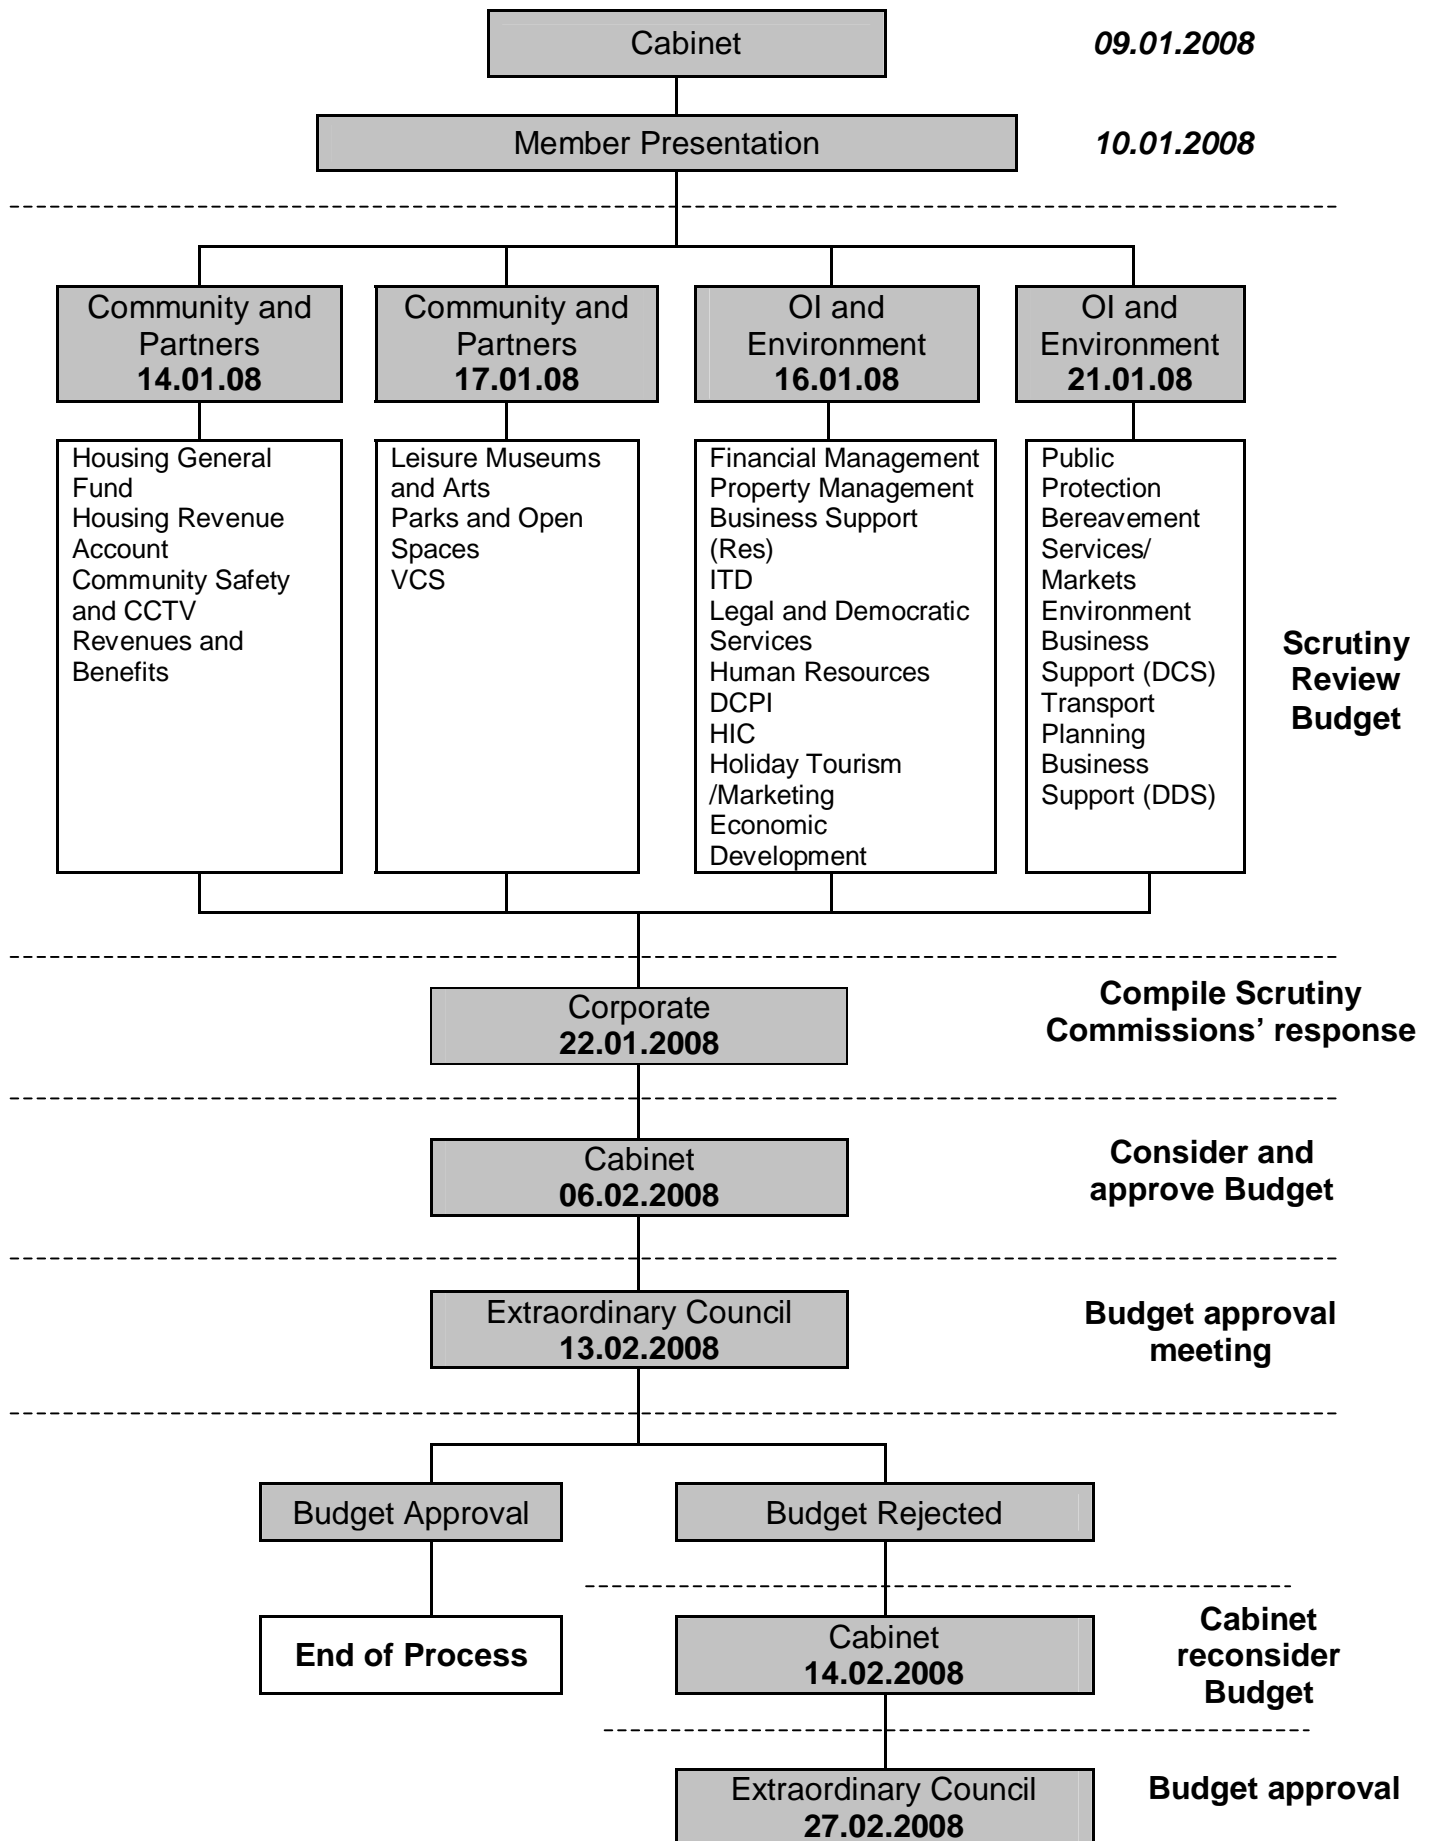 Cabinet
09.01.2008
Member Presentation
10.01.2008
Community and
Partners
14.01.08
Community and
Partners
17.01.08
OI and
Environment
16.01.08
OI and
Environment
21.01.08
Housing General
Fund
Housing Revenue
Account
Community Safety
and CCTV
Revenues and
Benefits
Leisure Museums
and Arts
Parks and Open
Spaces
VCS
Financial Management
Property Management
Business Support
(Res)
ITD
Legal and Democratic
Services
Human Resources
DCPI
HIC
Holiday Tourism
/Marketing
Economic
Development
Public
Protection
Bereavement
Services/
Markets
Environment
Business
Support (DCS)
Transport
Planning
Business
Support (DDS)
Scrutiny
Review
Budget
Corporate
22.01.2008
Compile Scrutiny
Commissions’ response
Cabinet
06.02.2008
Consider and
approve Budget
Extraordinary Council
13.02.2008
Budget approval
meeting
Budget Approval
Budget Rejected
End of Process
Cabinet
14.02.2008
Cabinet
reconsider
Budget
Extraordinary Council
27.02.2008
Budget approval